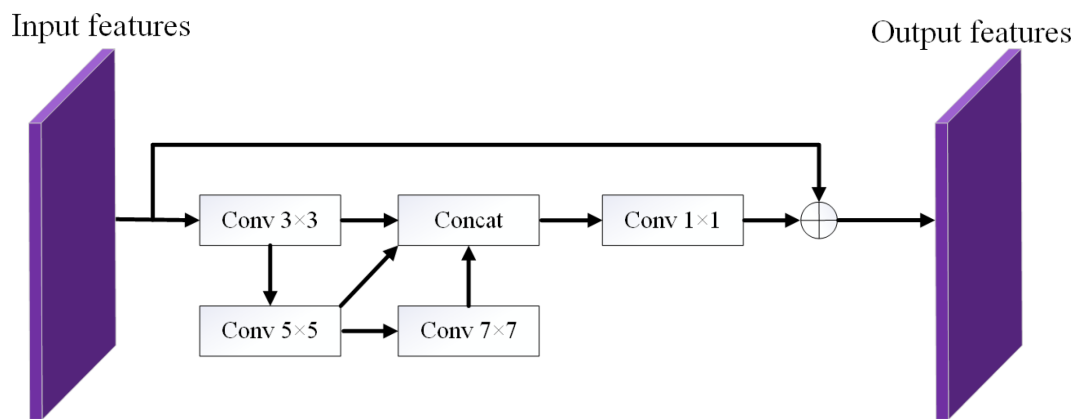 Input features
Output features
Conv 3×3
Concat
Conv 1×1
Conv 5×5
Conv 7×7